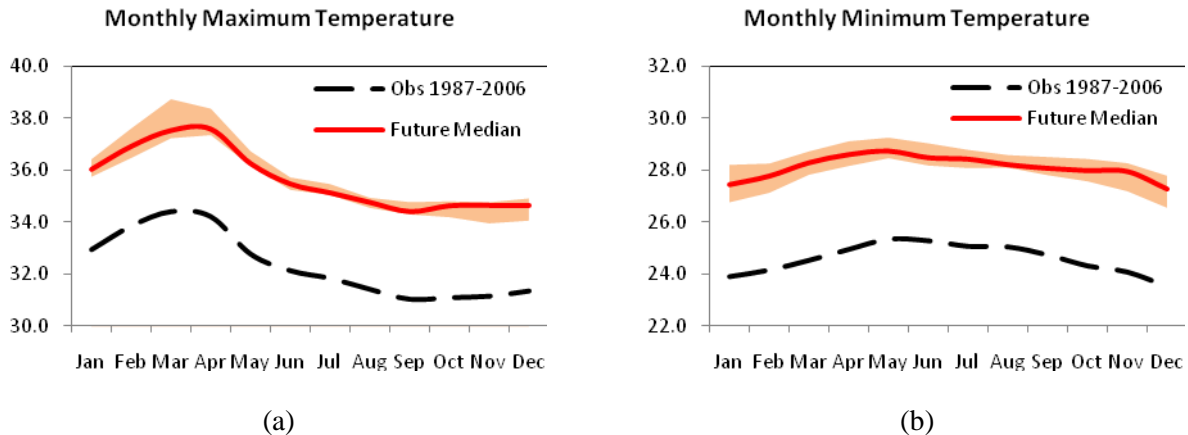 Monthly Maximum Temperature
40.0
38.0
36.0
34.0
32.0
30.0
Obs 1987-2006
Future Median
Jan Feb Mar Apr May Jun Jul Aug Sep Oct Nov Dec
(a)
Monthly Minimum Temperature
32.0
30.0
28.0
26.0
24.0
22.0
Obs 1987-2006
Future Median
Jan Feb Mar Apr May Jun Jul Aug Sep Oct Nov Dec
(b)